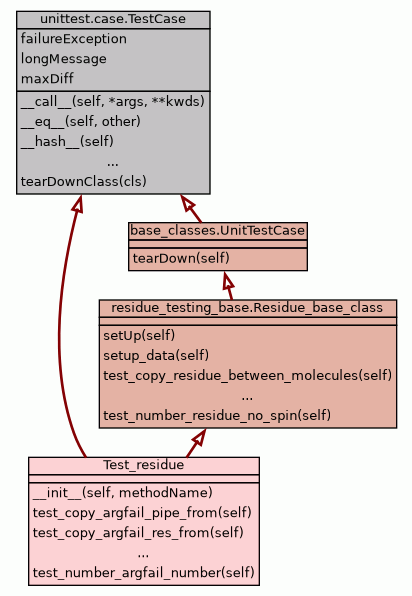 unittest.case.TestCase
failureException
longMessage
maxDiff
__call__(self, *args, **kwds)
__eq__(self, other)
__hash__(self)
...
tearDownClass(cls)
base_classes.UnitTestCase
tearDown(self)
residue_testing_base.Residue_base_class
setUp(self)
setup_data(self)
test_copy_residue_between_molecules(self)
...
test_number_residue_no_spin(self)
Test_residue
__init__(self, methodName)
test_copy_argfail_pipe_from(self)
test_copy_argfail_res_from(self)
...
test_number_argfail_number(self)